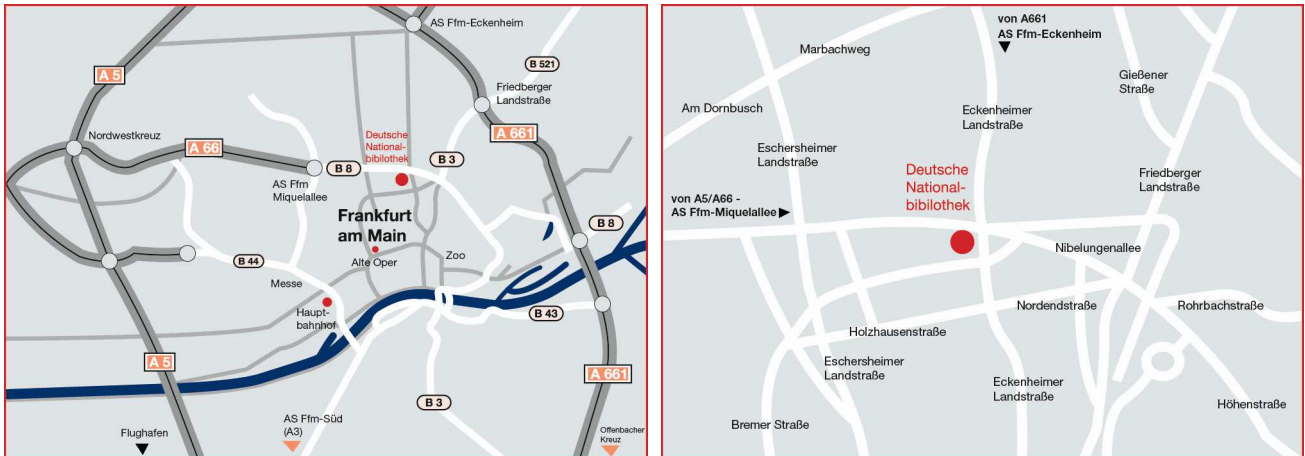 AS Ffm-Eckenheim
A 5
B 521
Friedberger
Landstraße
Nordwestkreuz
A 66
Deutsche
National-
bibilothek
A 661
B 3
B 8
AS Ffm
Miquelallee
Frankfurt
am Main
B 8
Alte Oper
Zoo
B 44
Messe
Haupt-
bahnhof
B 43
A 5
A 661
B 3
AS Ffm-Süd
(A3)
Flughafen
Offenbacher
Kreuz
von A661
AS Ffm-Eckenheim
Marbachweg
Gießener
Straße
Am Dornbusch
Eckenheimer
Landstraße
Eschersheimer
Landstraße
Deutsche
National-
bibilothek
Friedberger
Landstraße
von A5/A66 -
AS Ffm-Miquelallee
Nibelungenallee
Nordendstraße
Rohrbachstraße
Holzhausenstraße
Eschersheimer
Landstraße
Eckenheimer
Landstraße
Höhenstraße
Bremer Straße